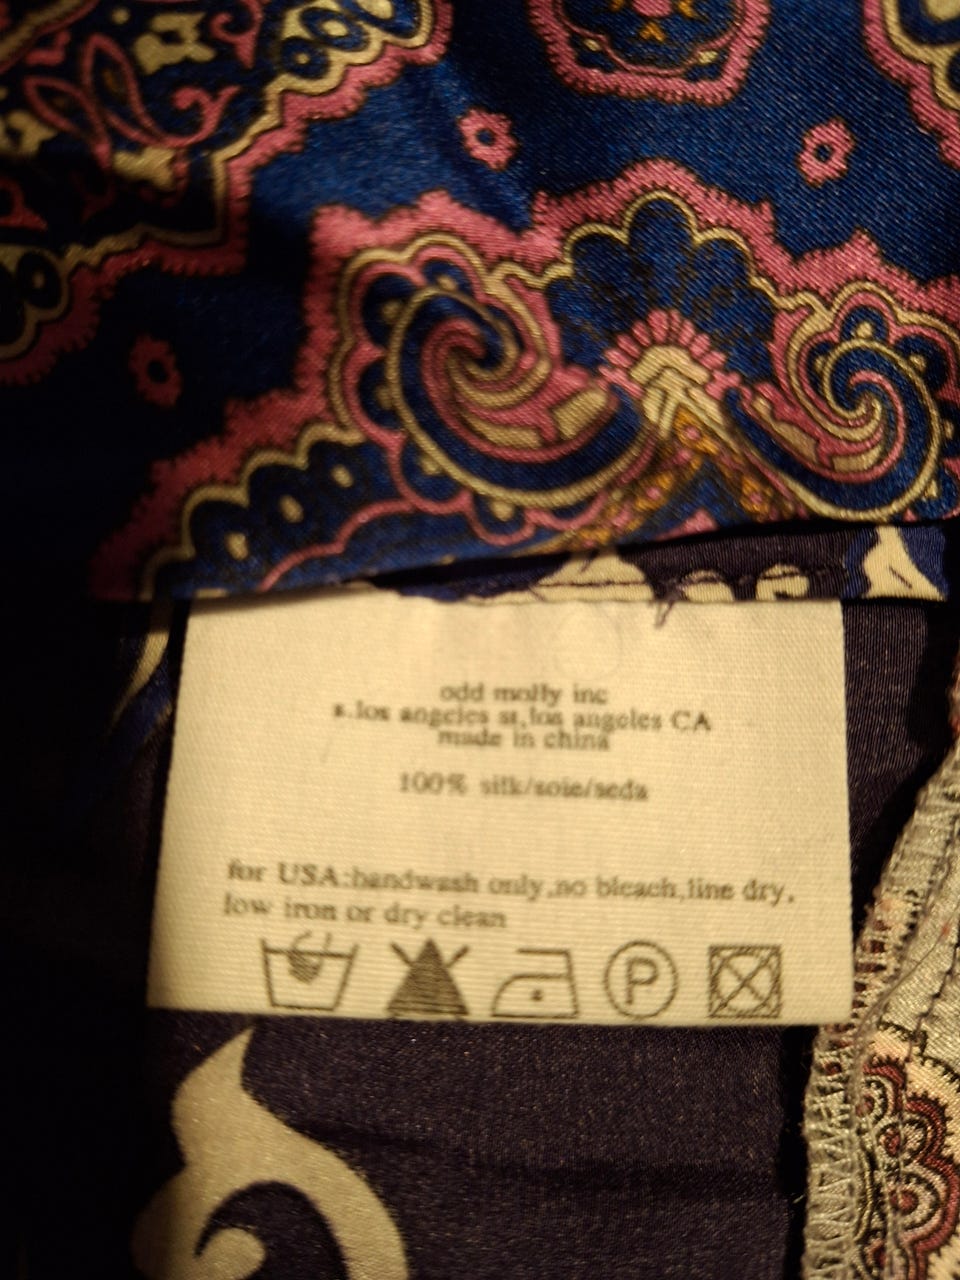 odd molly inc
s.los angeles st,los angeles CA
made in china
100% silk/soie/seda
for USA:handwash only,no bleach,line dry,
low iron or dry clean
P